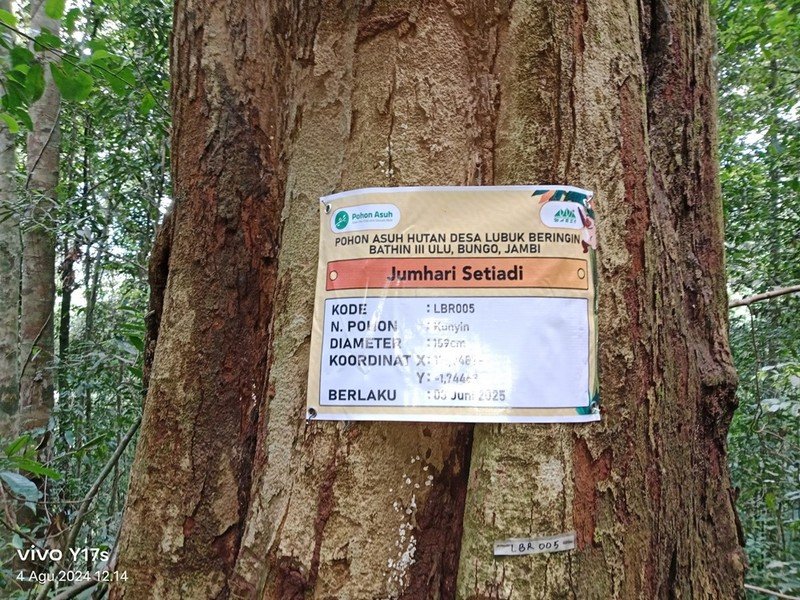 Pohon Asuh
POHON ASUH HUTAN DESA LUBUK BERINGIN
BATHIN III ULU, BUNGO, JAMBI
Jumhari Setiadi
KODE : LBR005
N. POHON : Kunyin
DIAMETER : 159cm
KOORDINAT X:
Y:
BERLAKU : 03 Juni 2025
LBR 005
vivo Y17s
4 Agu 2024 12.14